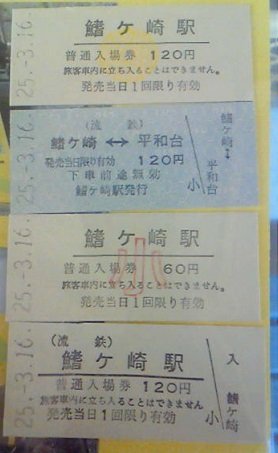 25.-3.16
鰭ケ崎駅
普通入場券 120円
旅客車内に立ち入ることはできません。
発売当日1回限り有効
25.-3.16.
(流鉄)
鰭ケ崎 ↔ 平和台
発売当日限り有効 120円
下車前途無効
鰭ケ崎駅発行
小
鰭ケ崎↔平和台
25.-3.16.
鰭ケ崎駅
小
普通入場券 60円
旅客車内に立ち入ることはできません。
発売当日1回限り有効
25.-3.16.
(流鉄)
鰭ケ崎駅
普通入場券 120円
旅客車内に立ち入ることはできません
発売当日1回限り有効
小
入 鰭ケ崎